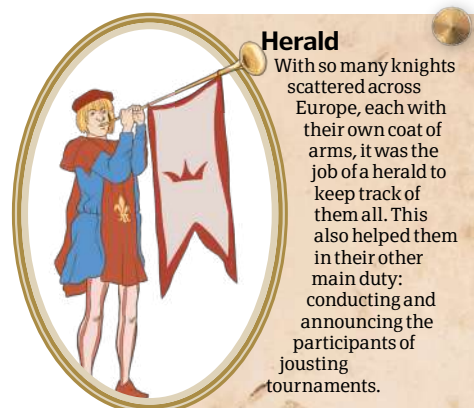 Herald
With so many knights
scattered across
Europe, each with
their own coat of
arms, it was the
job of a herald to
keep track of
them all. This
also helped them
in their other
main duty:
conducting and
announcing the
participants of
jousting
tournaments.